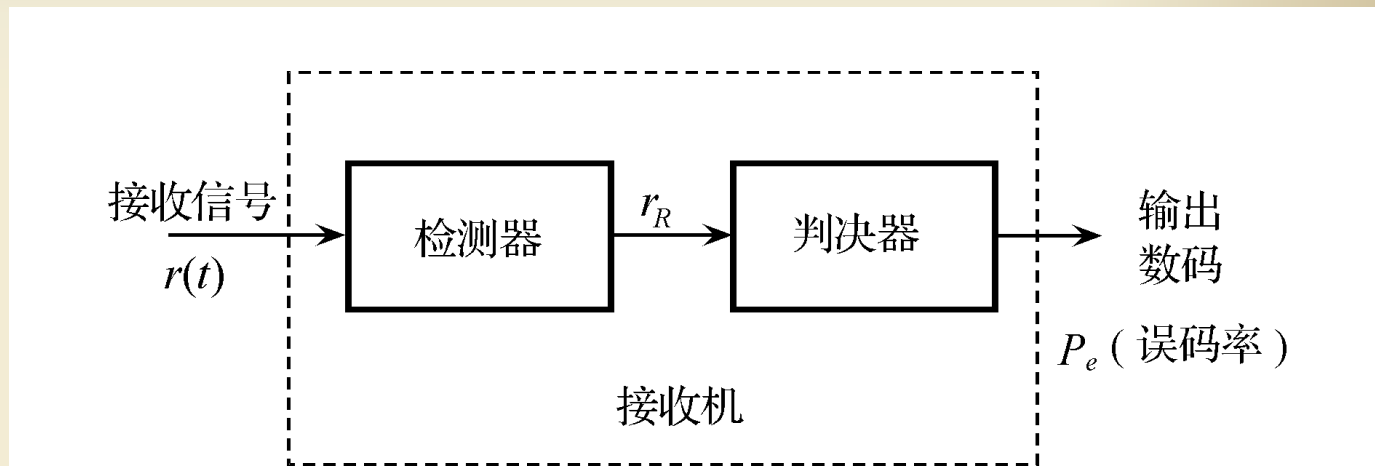 接收信号
r(t)
检测器
r_R
判决器
输出
数码
P_e ( 误码率 )
接收机